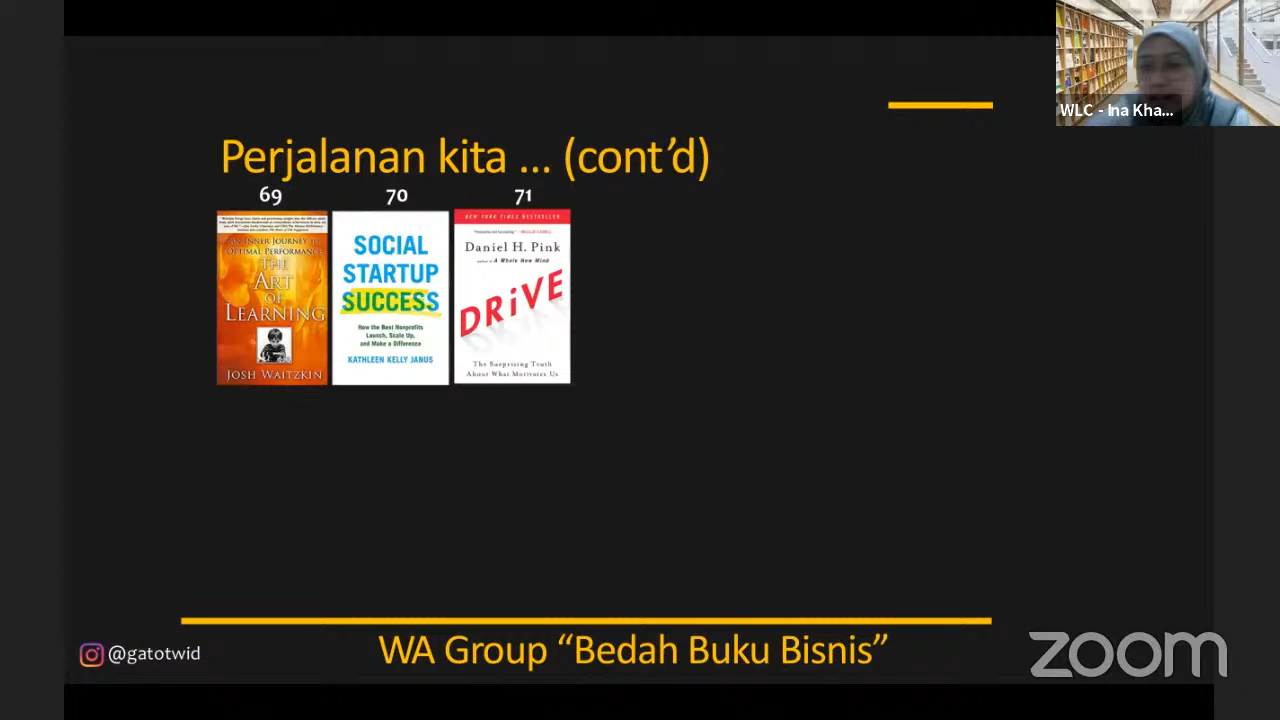 WLC - Ina Kha...
Perjalanan kita ... (cont’d)
69 70 71
AN INNER JOURNEY TO
OPTIMAL PERFORMANCE
THE
ART
OF
LEARNING
JOSH WAITZKIN
SOCIAL
STARTUP
SUCCESS
How the Best Nonprofits
Launch, Scale Up,
and Make a Difference
KATHLEEN KELLY JANUS
NEW YORK TIMES BESTSELLER
Daniel H. Pink
author of A Whole New Mind
DRiVE
The Surprising Truth
About What Motivates Us
@gatotwid
WA Group “Bedah Buku Bisnis”
zoom